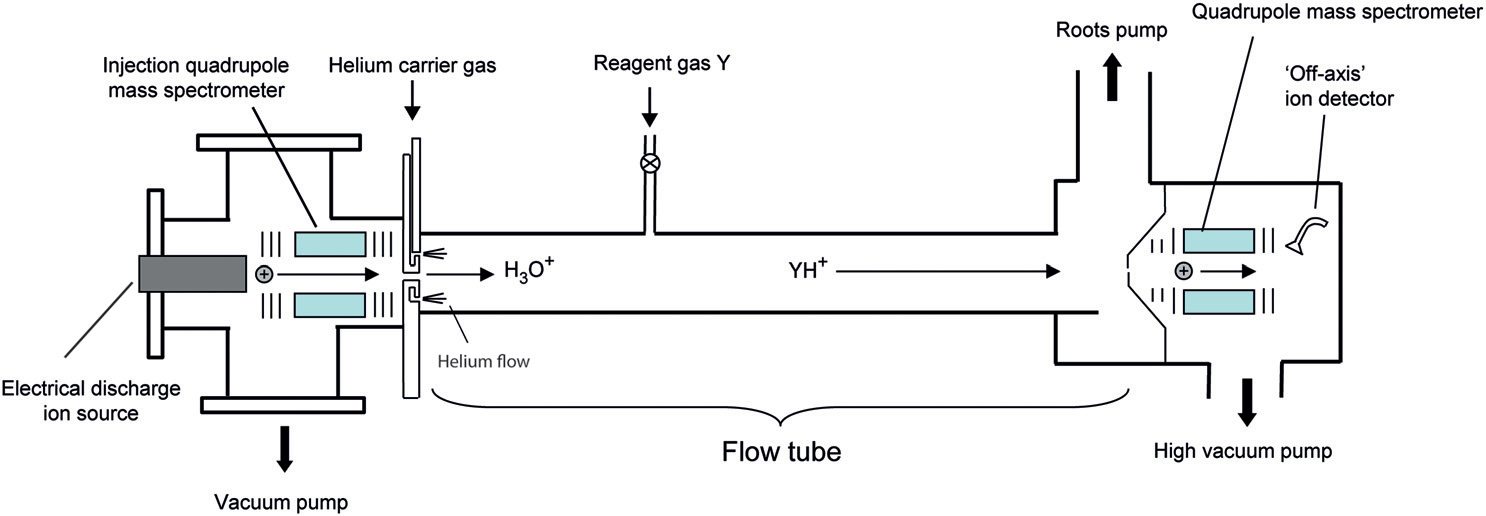 Quadrupole mass spectrometer
Roots pump
Injection quadrupole
mass spectrometer
Helium carrier gas
Reagent gas Y
'Off-axis'
ion detector
+
H₃O⁺
YH⁺
+
Helium flow
Electrical discharge
ion source
Flow tube
High vacuum pump
Vacuum pump